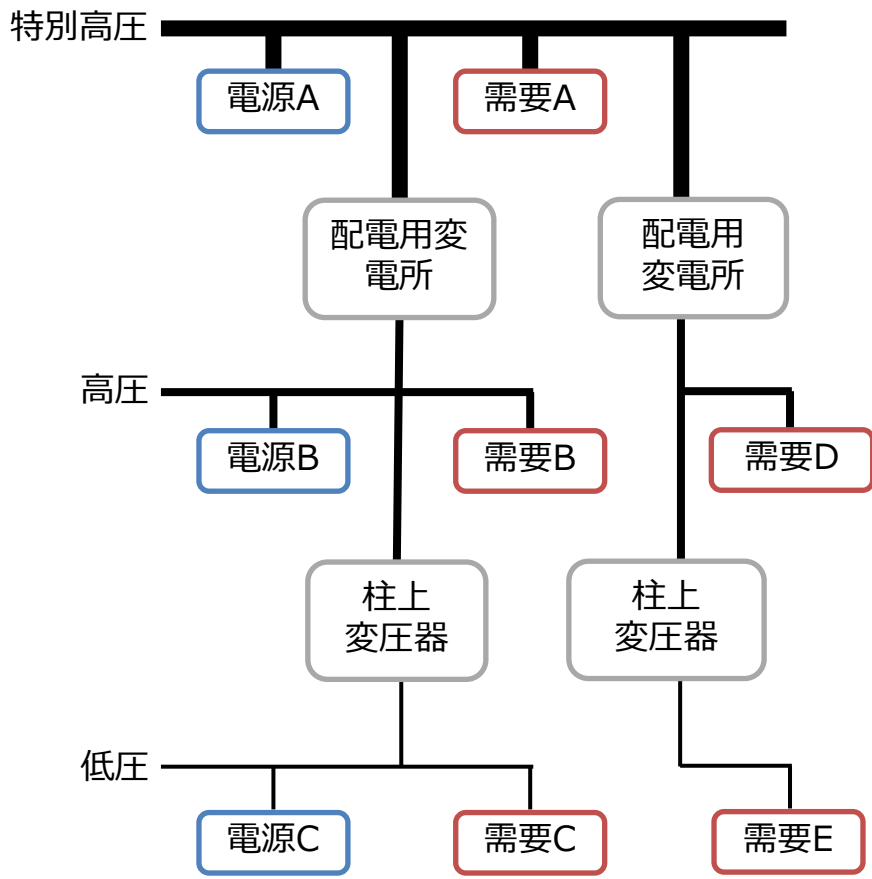 特別高圧
電源A
需要A
配電用変
電所
配電用
変電所
高圧
電源B
需要B
需要D
柱上
変圧器
柱上
変圧器
低圧
電源C
需要C
需要E